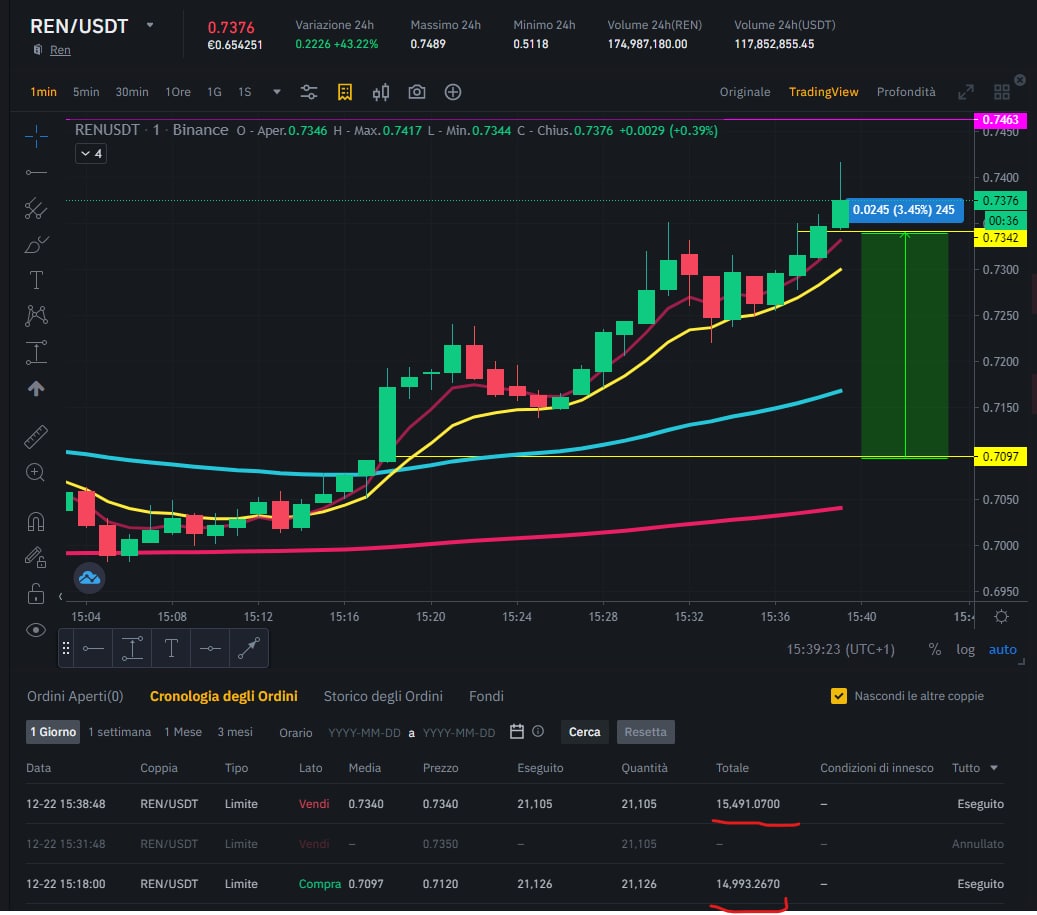 REN/USDT
Ren
0.7376
€0.654251
Variazione 24h
0.2226 +43.22%
Massimo 24h
0.7489
Minimo 24h
0.5118
Volume 24h(REN)
174,987,180.00
Volume 24h(USDT)
117,852,855.45
1min 5min 30min 1Ore 1G 1S
Originale TradingView Profondità
RENUSDT · 1 · Binance O - Aper.0.7346 H - Max.0.7417 L - Min.0.7344 C - Chius.0.7376 +0.0029 (+0.39%)
4
0.7463
0.7450
0.7400
0.7376
0.0245 (3.45%) 245
00:36
0.7342
0.7300
0.7250
0.7200
0.7150
0.7097
0.7050
0.7000
0.6950
15:04 15:08 15:12 15:16 15:20 15:24 15:28 15:32 15:36 15:40 15:4
T
15:39:23 (UTC+1) % log auto
Ordini Aperti(0) Cronologia degli Ordini Storico degli Ordini Fondi
Nascondi le altre coppie
1 Giorno 1 settimana 1 Mese 3 mesi Orario YYYY-MM-DD a YYYY-MM-DD Cerca Resetta
Data Coppia Tipo Lato Media Prezzo Eseguito Quantità Totale Condizioni di innesco Tutto
12-22 15:38:48 REN/USDT Limite Vendi 0.7340 0.7340 21,105 21,105 15,491.0700 – Eseguito
12-22 15:31:48 REN/USDT Limite Vendi – 0.7350 – 21,105 – – Annullato
12-22 15:18:00 REN/USDT Limite Compra 0.7097 0.7120 21,126 21,126 14,993.2670 – Eseguito